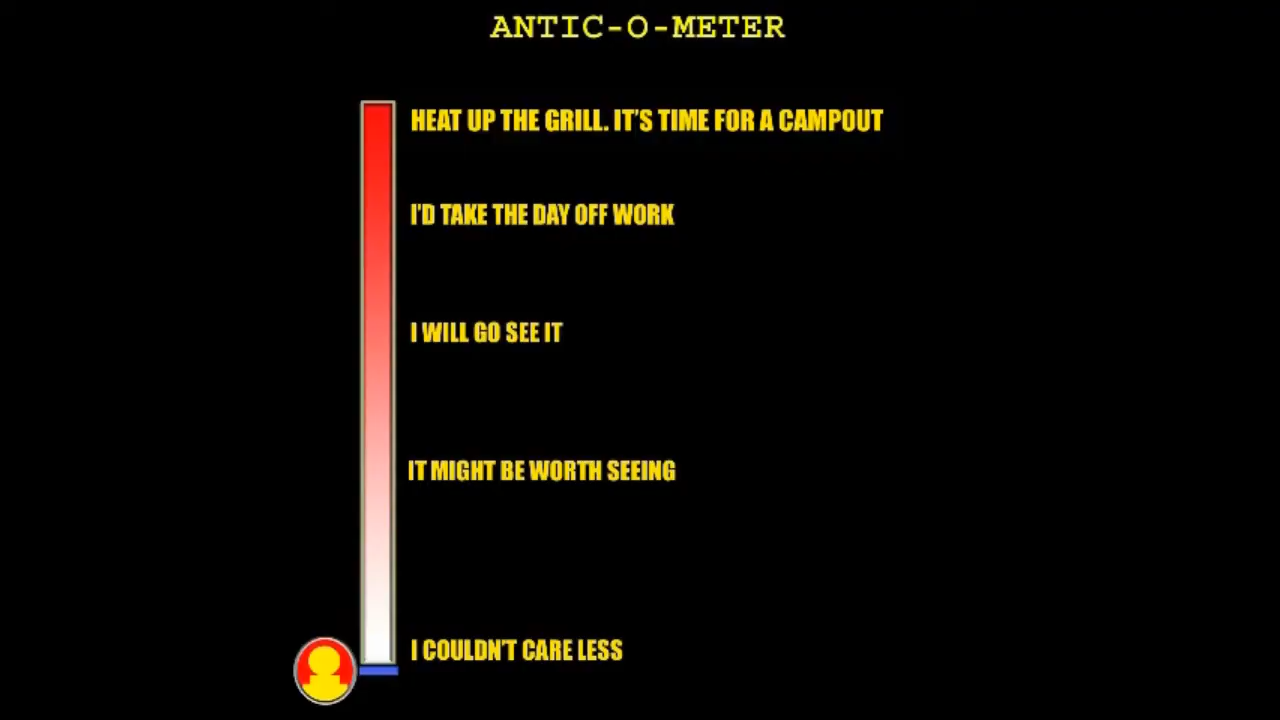 ANTIC-O-METER
HEAT UP THE GRILL. IT'S TIME FOR A CAMPOUT
I'D TAKE THE DAY OFF WORK
I WILL GO SEE IT
IT MIGHT BE WORTH SEEING
I COULDN'T CARE LESS